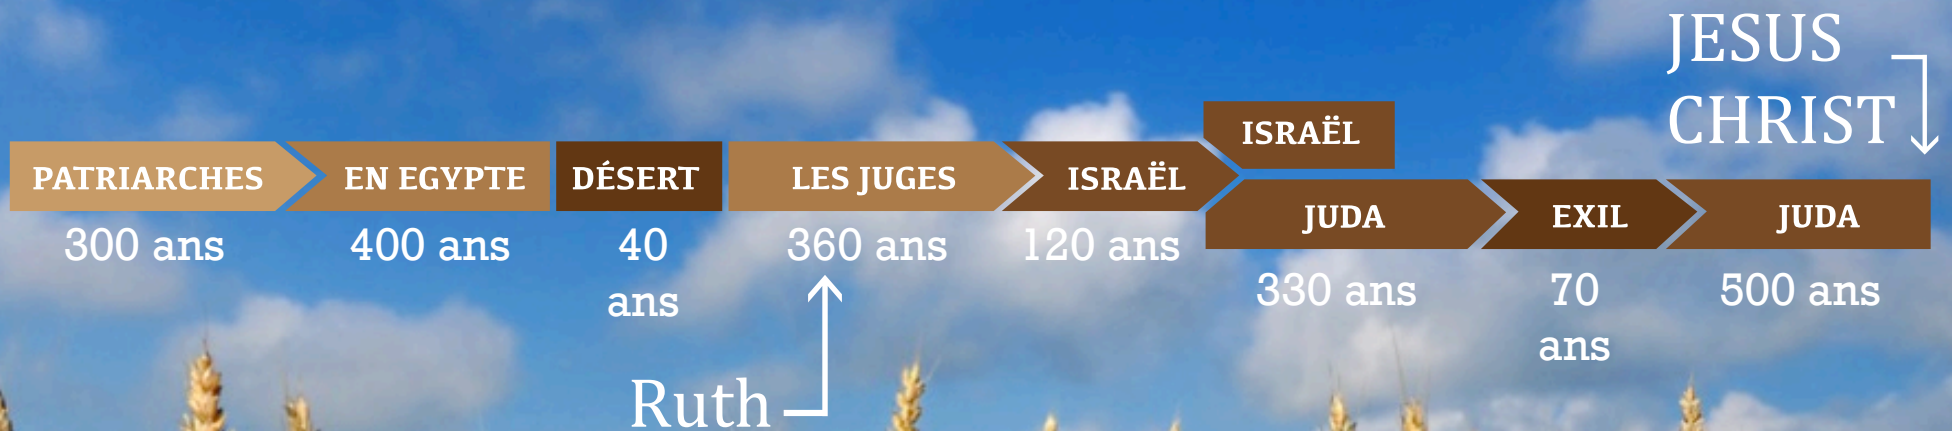 JESUS
CHRIST
ISRAËL
PATRIARCHES
EN EGYPTE
DÉSERT
LES JUGES
ISRAËL
JUDA
EXIL
JUDA
300 ans
400 ans
40
ans
360 ans
120 ans
330 ans
70
ans
500 ans
Ruth